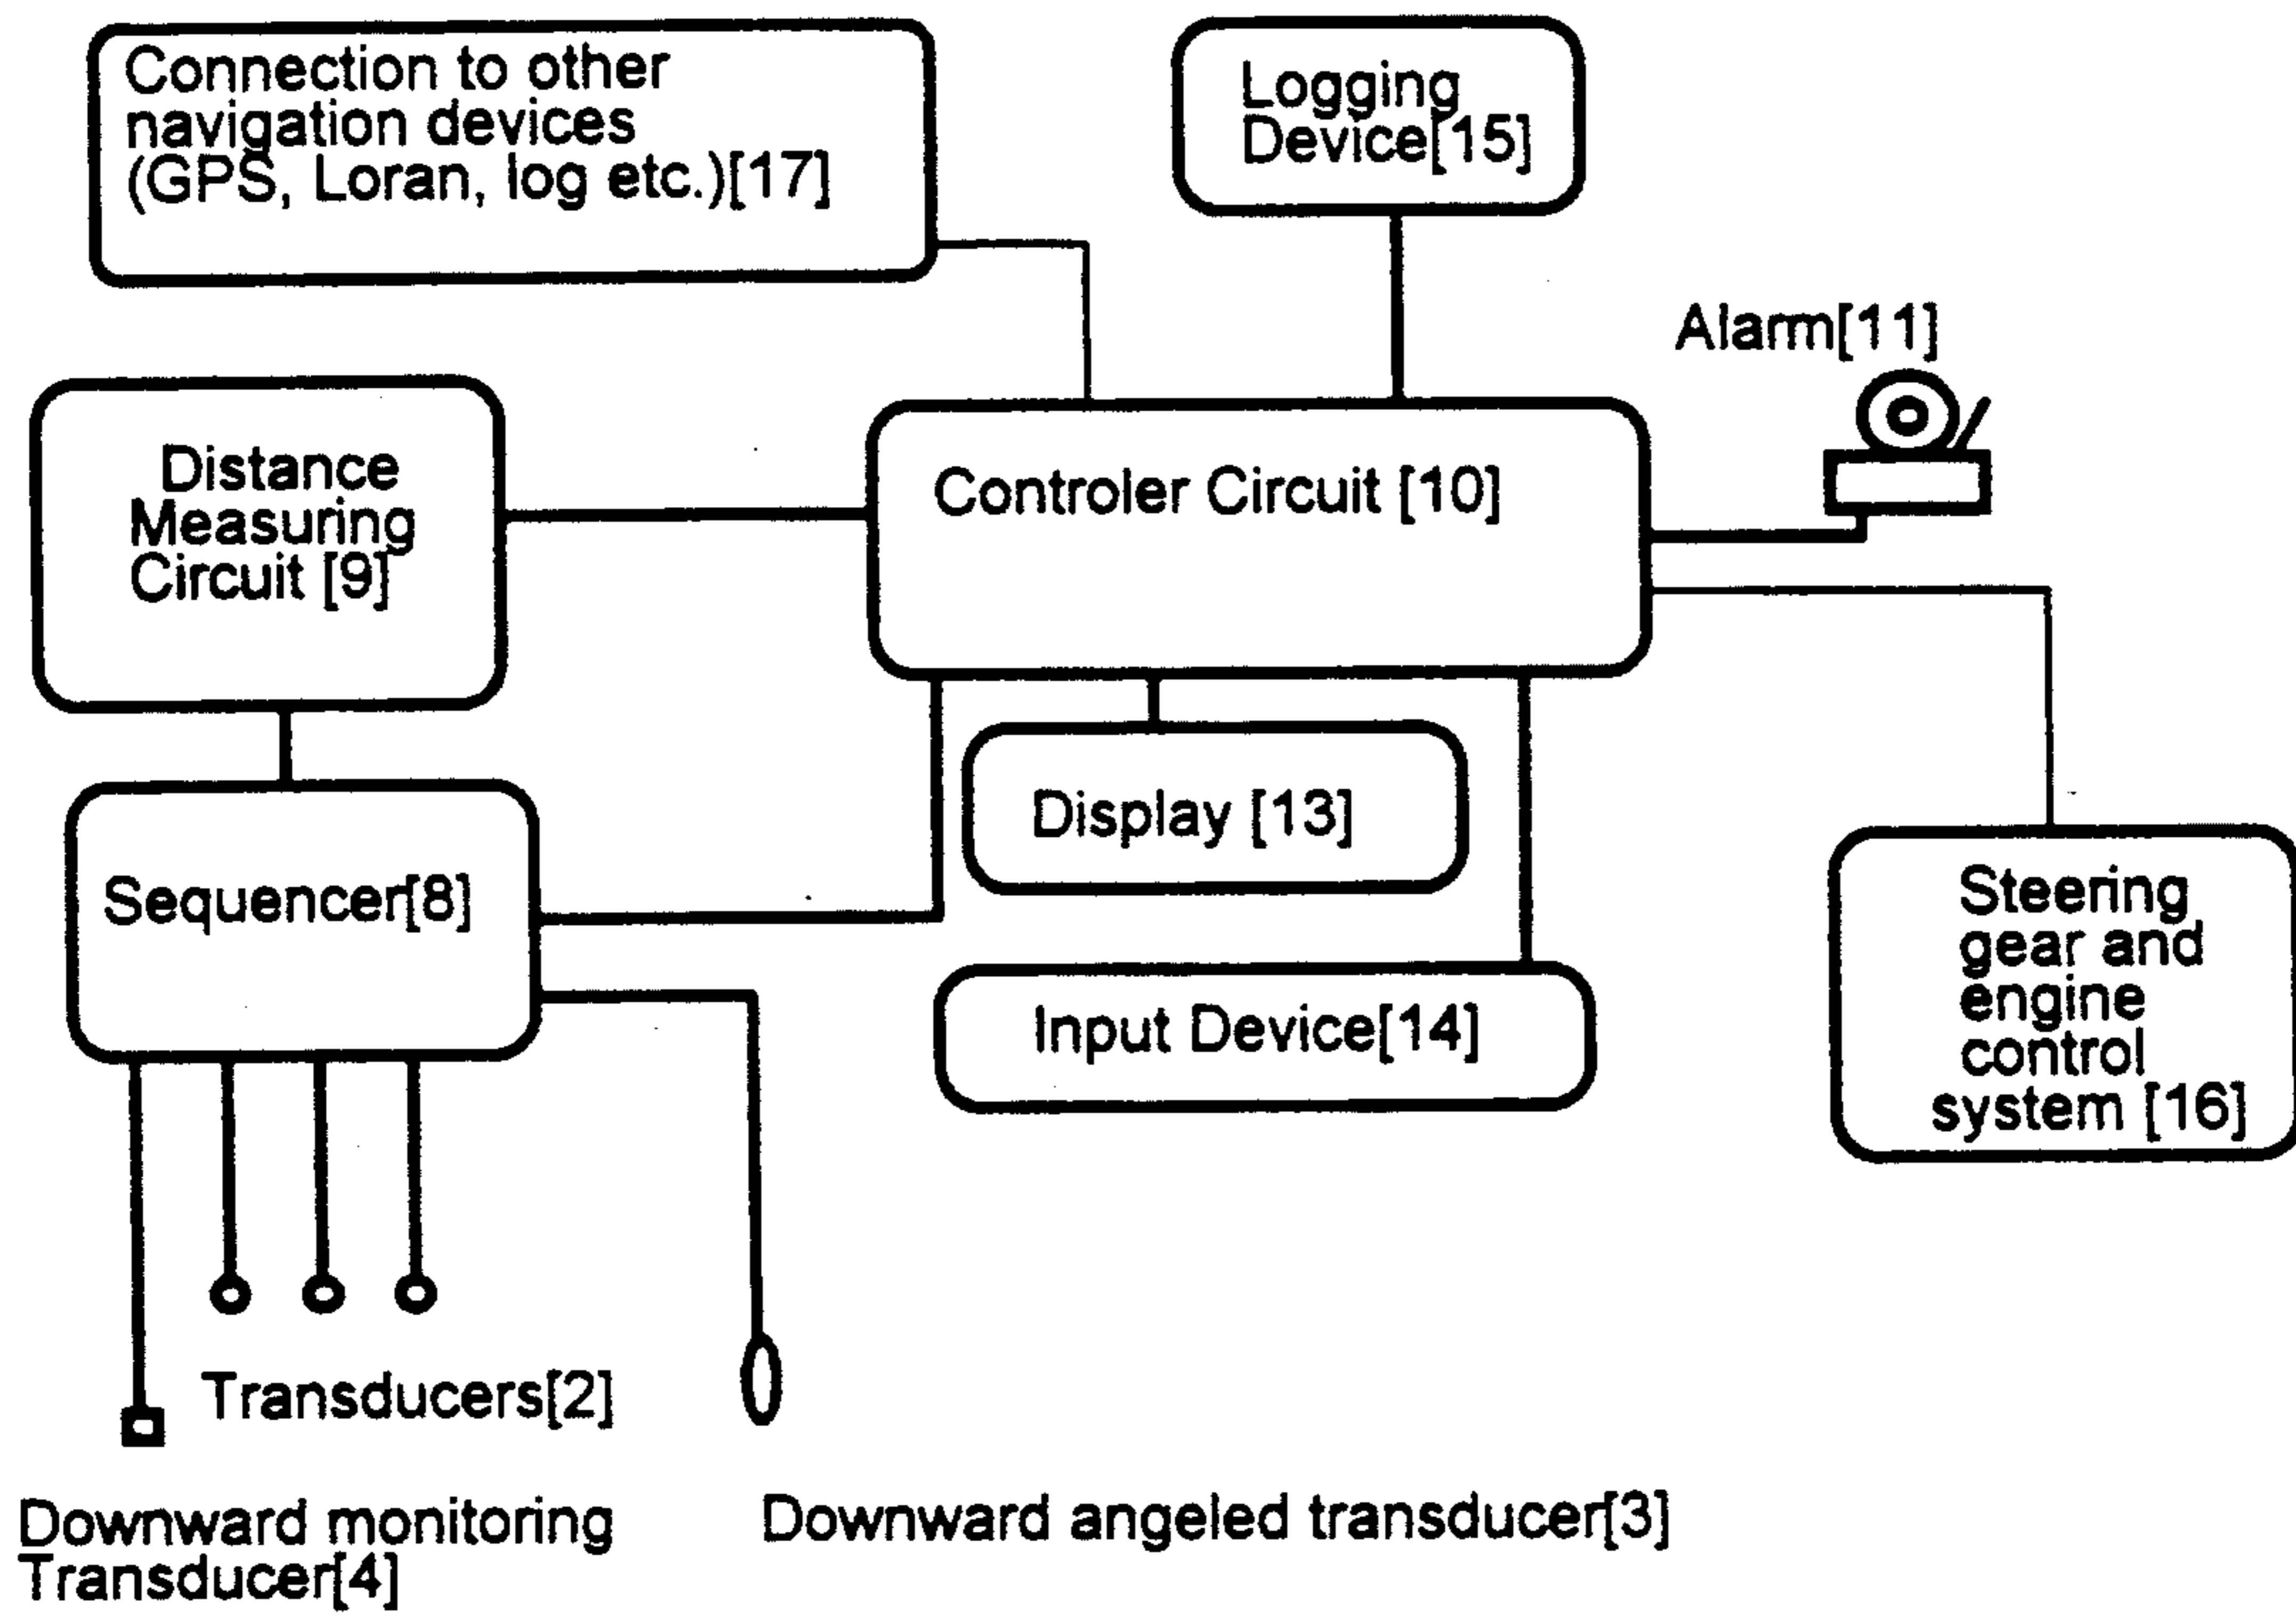 Connection to other
navigation devices
(GPS, Loran, log etc.)[17]
Logging
Device[15]
Alarm[11]
Distance
Measuring
Circuit [9]
Controler Circuit [10]
Display [13]
Sequencer[8]
Input Device[14]
Steering
gear and
engine
control
system [16]
Transducers[2]
Downward monitoring
Transducer[4]
Downward angeled transducer[3]